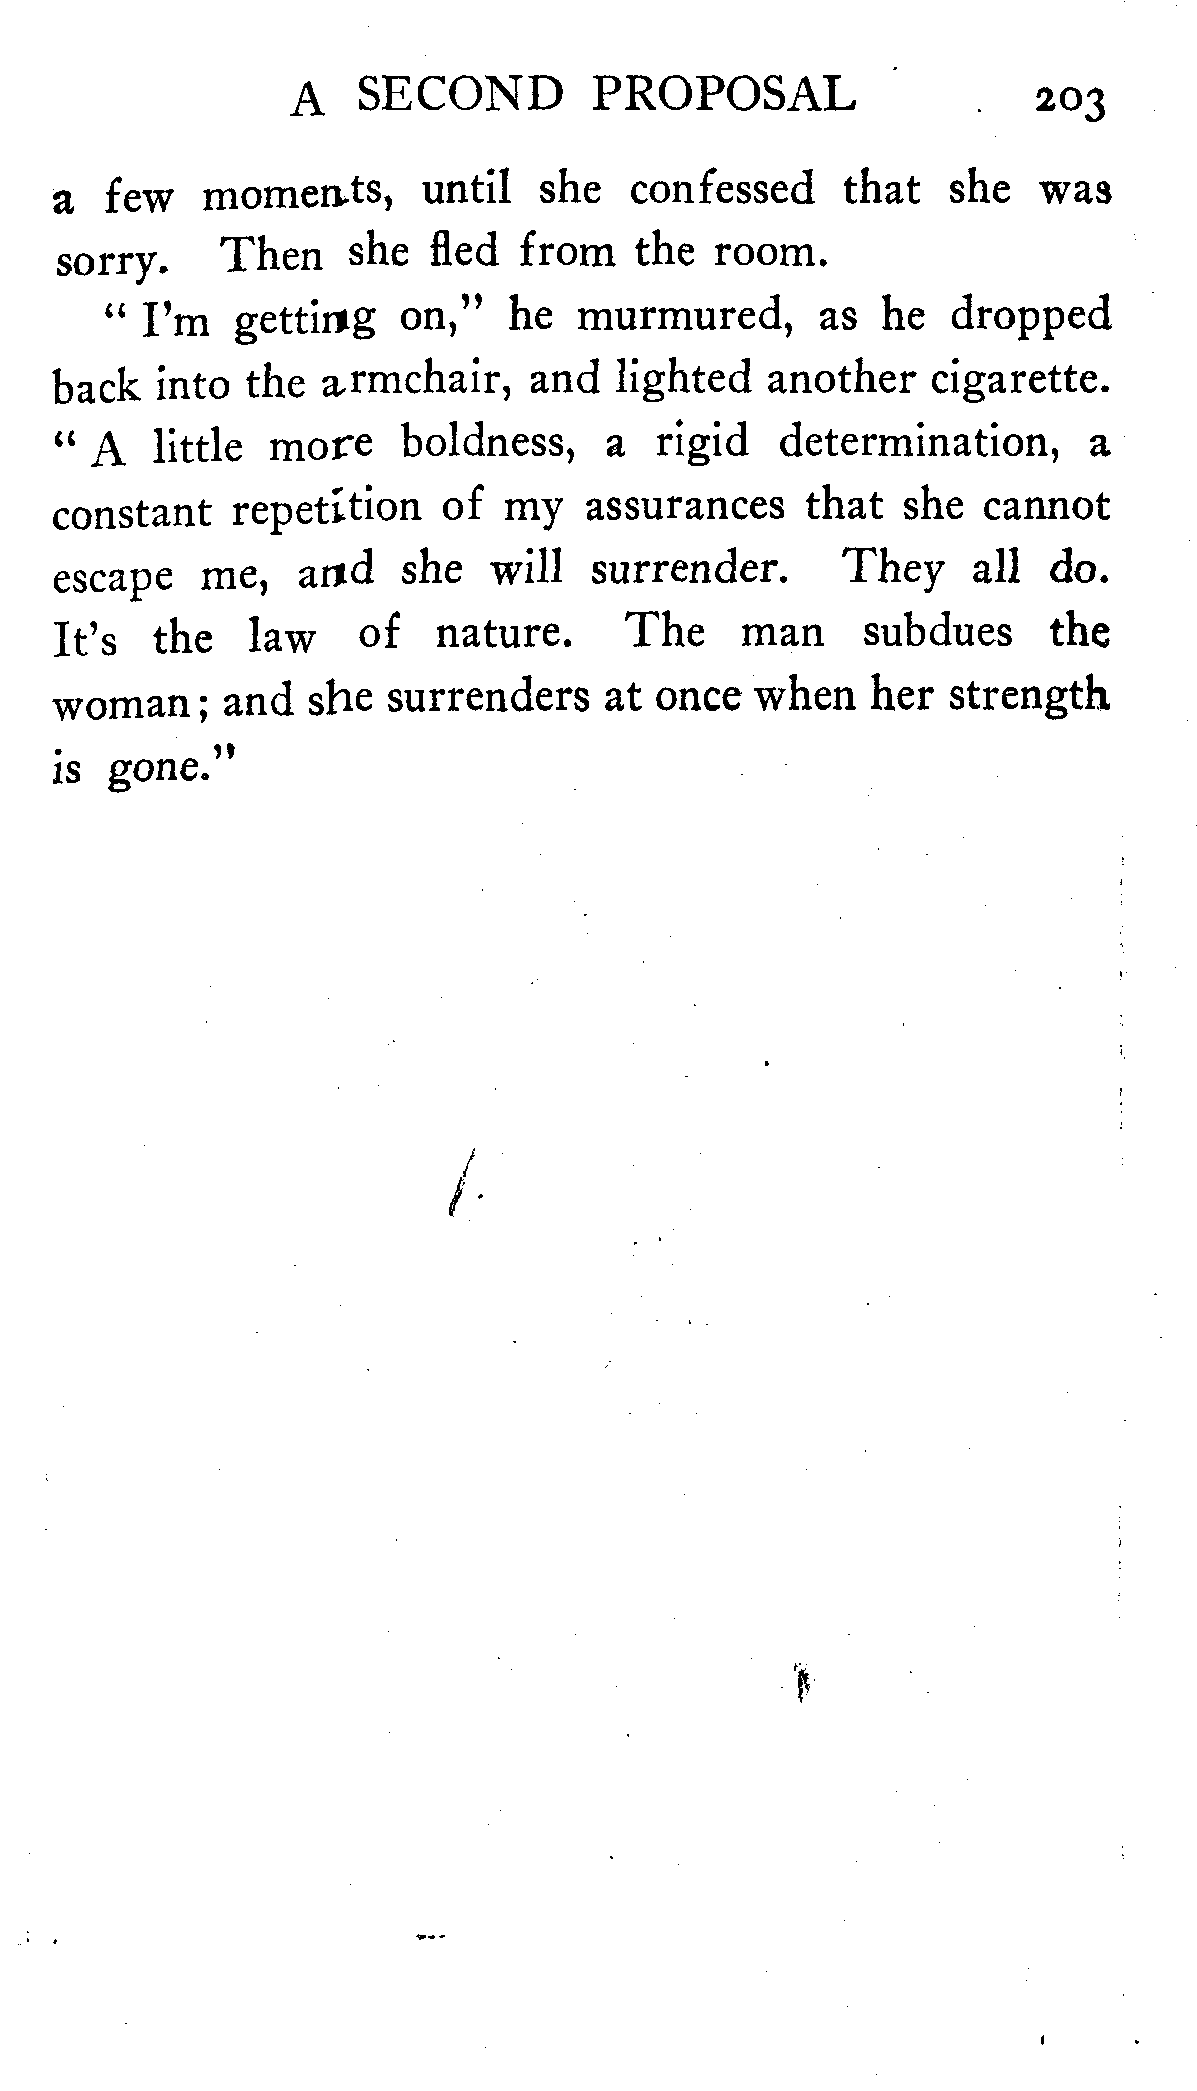 A SECOND PROPOSAL 203
a few moments, until she confessed that she was
sorry. Then she fled from the room.
" I'm getting on," he murmured, as he dropped
back into the armchair, and lighted another cigarette.
" A little more boldness, a rigid determination, a
constant repetition of my assurances that she cannot
escape me, and she will surrender. They all do.
It's the law of nature. The man subdues the
woman; and she surrenders at once when her strength
is gone."